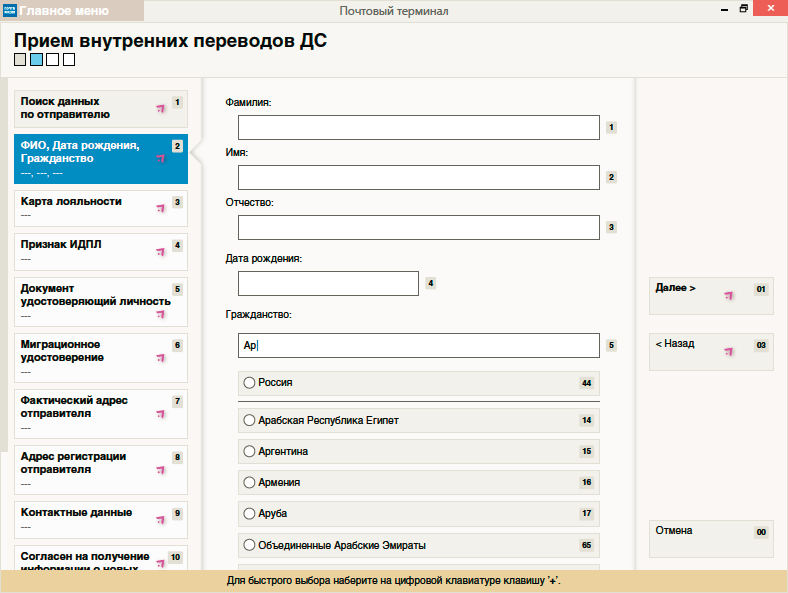 Главное меню
Почтовый терминал
Прием внутренних переводов ДС
Поиск данных
по отправителю
1
ФИО, Дата рождения,
Гражданство
---, ---, ---
2
Карта лояльности
---
3
Признак ИДПЛ
---
4
Документ
удостоверяющий личность
---
5
Миграционное
удостоверение
---
6
Фактический адрес
отправителя
---
7
Адрес регистрации
отправителя
---
8
Контактные данные
---
9
Согласен на получение
информации о новых
10
Фамилия:
1
Имя:
2
Отчество:
3
Дата рождения:
4
Гражданство:
Ар
5
Россия 44
Арабская Республика Египет 14
Аргентина 15
Армения 16
Аруба 17
Объединенные Арабские Эмираты 65
Далее > 01
< Назад 03
Отмена 00
Для быстрого выбора наберите на цифровой клавиатуре клавишу '+'.